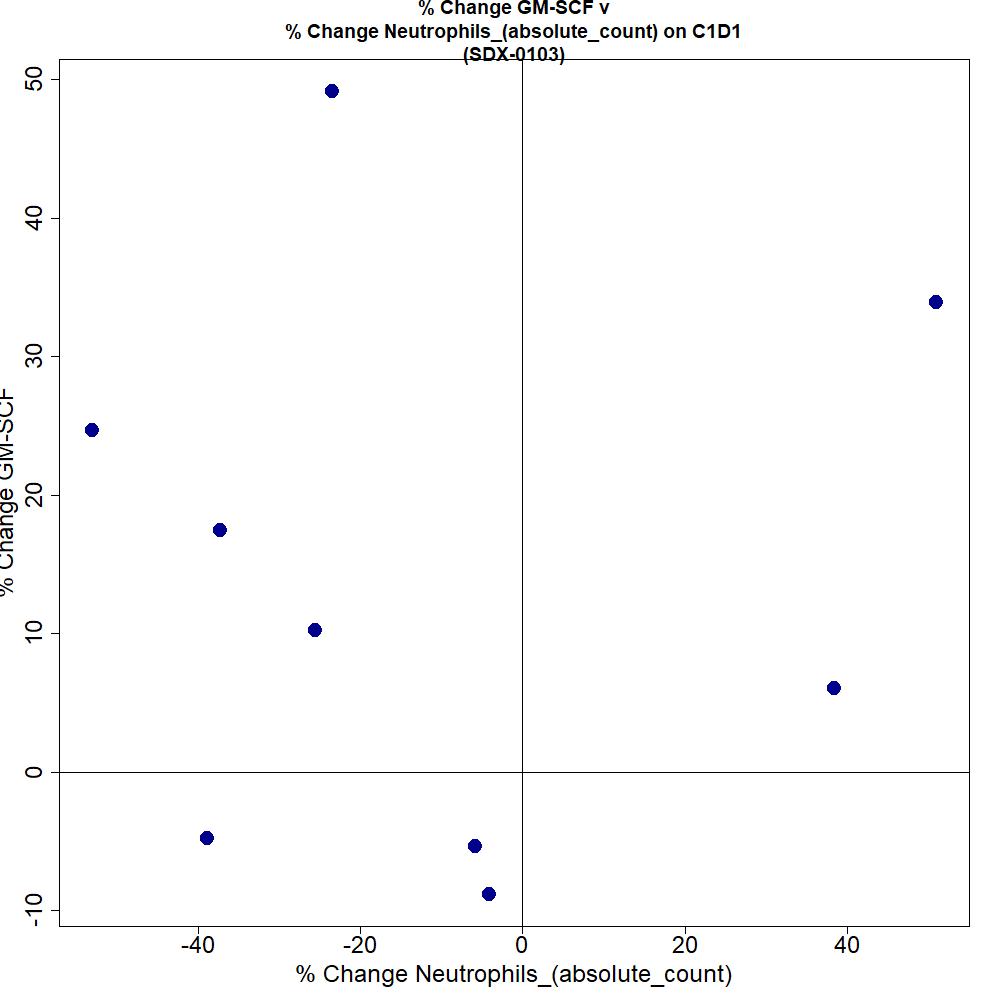 % Change GM-SCF v
% Change Neutrophils_(absolute_count) on C1D1
(SDX-0103)
% Change GM-SCF
50
40
30
20
10
0
-10
-40
-20
0
20
40
% Change Neutrophils_(absolute_count)